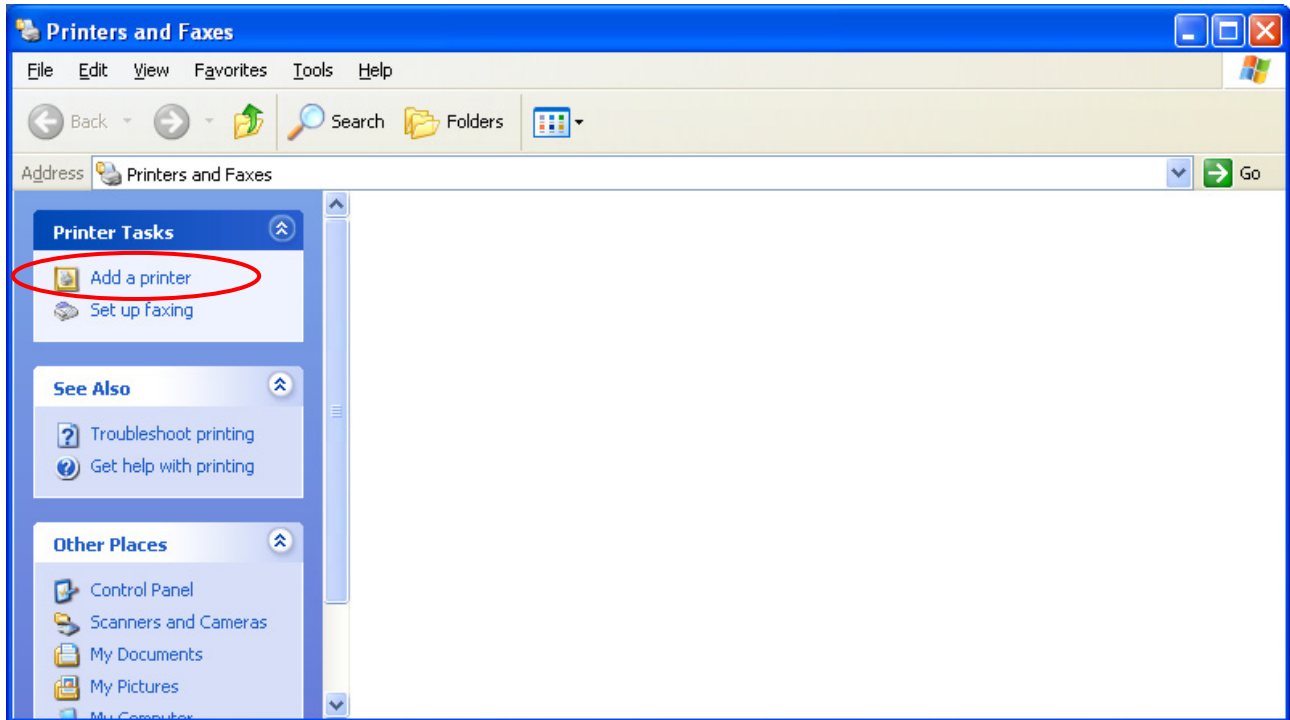 Printers and Faxes
File Edit View Favorites Tools Help
Back Search Folders
Address Printers and Faxes Go
Printer Tasks
Add a printer
Set up faxing
See Also
Troubleshoot printing
Get help with printing
Other Places
Control Panel
Scanners and Cameras
My Documents
My Pictures
My Computer